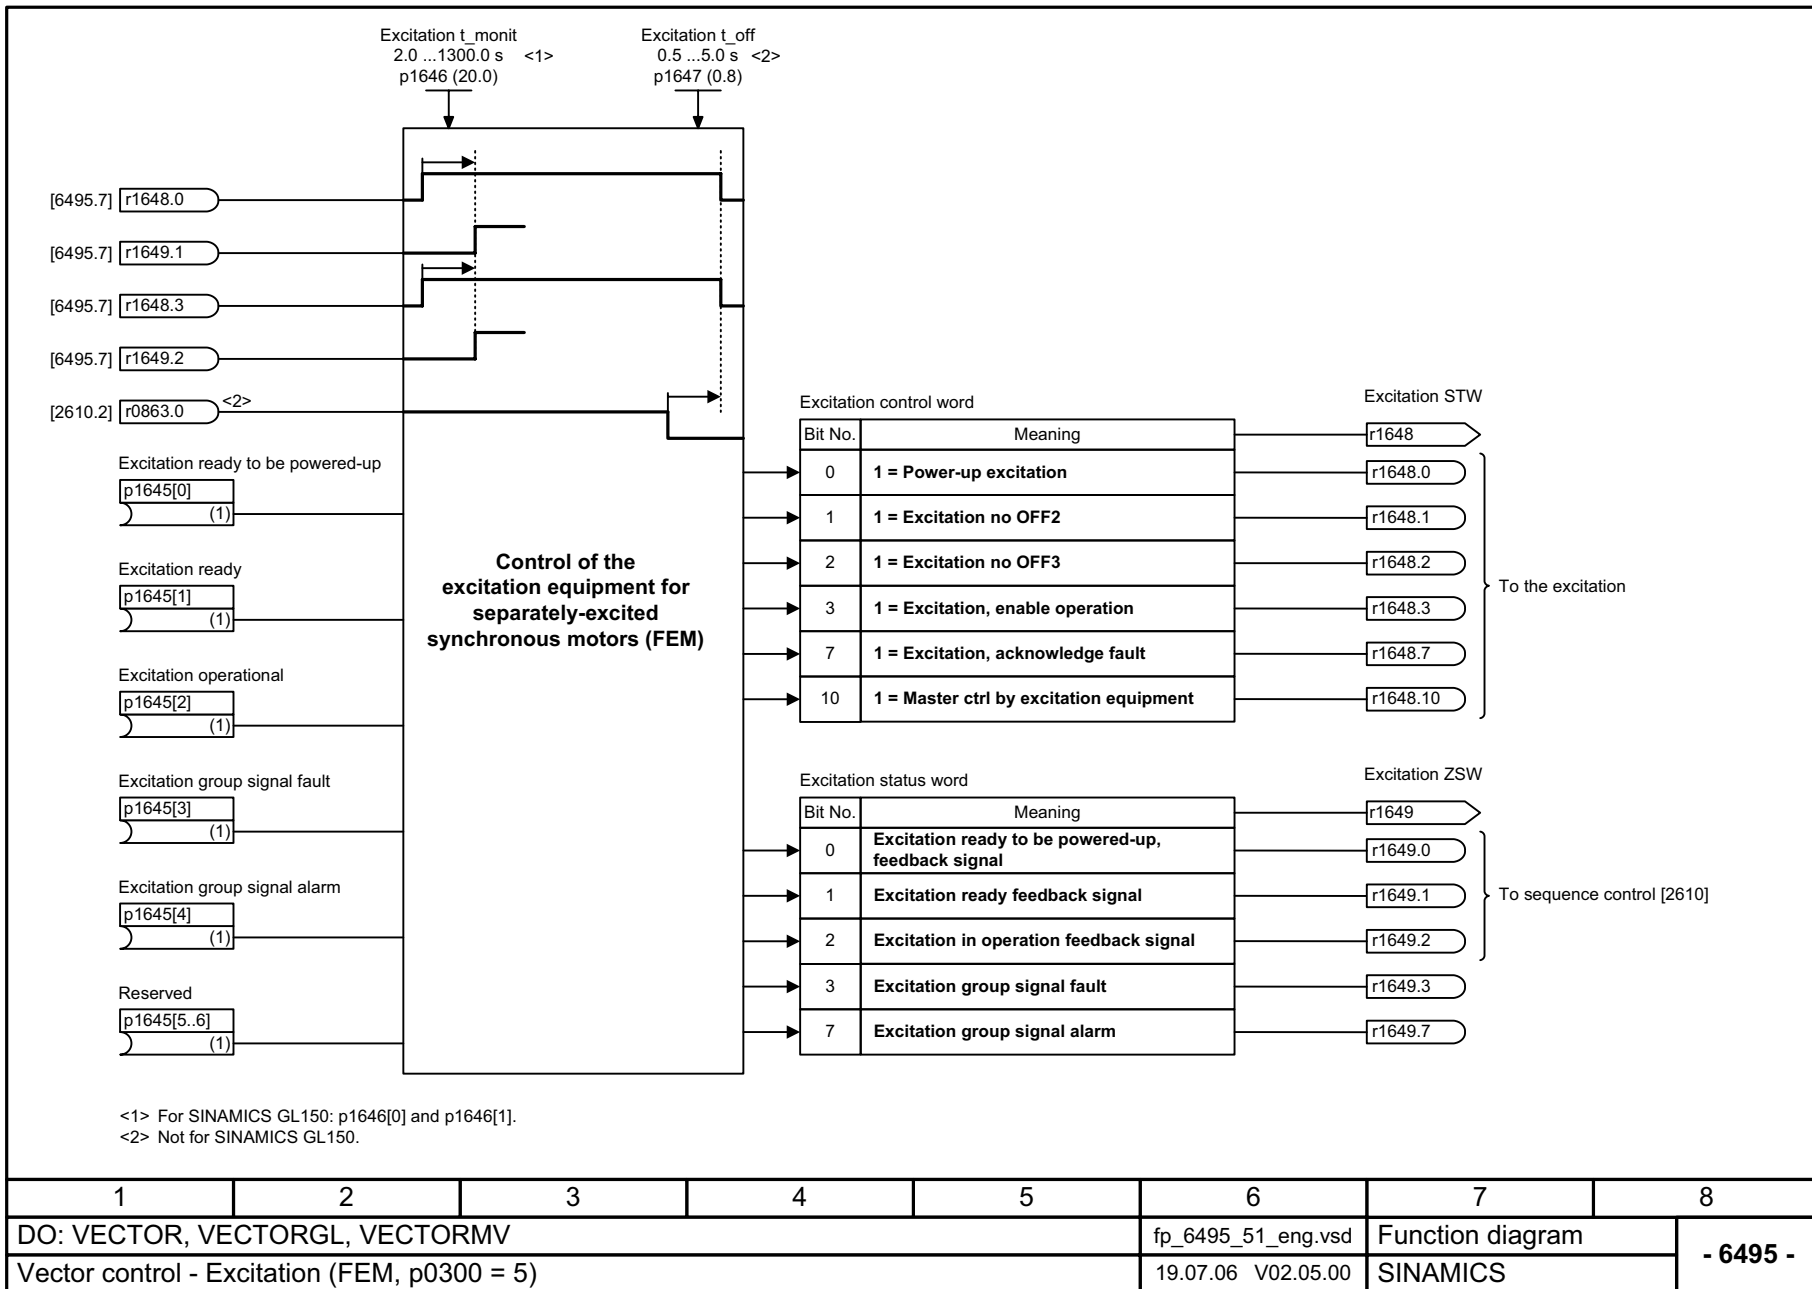 Excitation t_monit
2.0 ...1300.0 s <1>
p1646 (20.0)
Excitation t_off
0.5 ...5.0 s <2>
p1647 (0.8)
[6495.7] r1648.0
[6495.7] r1649.1
[6495.7] r1648.3
[6495.7] r1649.2
[2610.2] r0863.0 <2>
Excitation ready to be powered-up
p1645[0]
(1)
Excitation ready
p1645[1]
(1)
Excitation operational
p1645[2]
(1)
Excitation group signal fault
p1645[3]
(1)
Excitation group signal alarm
p1645[4]
(1)
Reserved
p1645[5..6]
(1)
Control of the
excitation equipment for
separately-excited
synchronous motors (FEM)
Excitation control word
Excitation STW
Bit No. Meaning r1648
0 1 = Power-up excitation r1648.0
1 1 = Excitation no OFF2 r1648.1
2 1 = Excitation no OFF3 r1648.2
3 1 = Excitation, enable operation r1648.3
7 1 = Excitation, acknowledge fault r1648.7
10 1 = Master ctrl by excitation equipment r1648.10
To the excitation
Excitation status word
Excitation ZSW
Bit No. Meaning r1649
0 Excitation ready to be powered-up,
feedback signal r1649.0
1 Excitation ready feedback signal r1649.1
2 Excitation in operation feedback signal r1649.2
3 Excitation group signal fault r1649.3
7 Excitation group signal alarm r1649.7
To sequence control [2610]
<1> For SINAMICS GL150: p1646[0] and p1646[1].
<2> Not for SINAMICS GL150.
1 2 3 4 5 6 7 8
DO: VECTOR, VECTORGL, VECTORMV
fp_6495_51_eng.vsd
Function diagram
- 6495 -
Vector control - Excitation (FEM, p0300 = 5)
19.07.06 V02.05.00
SINAMICS